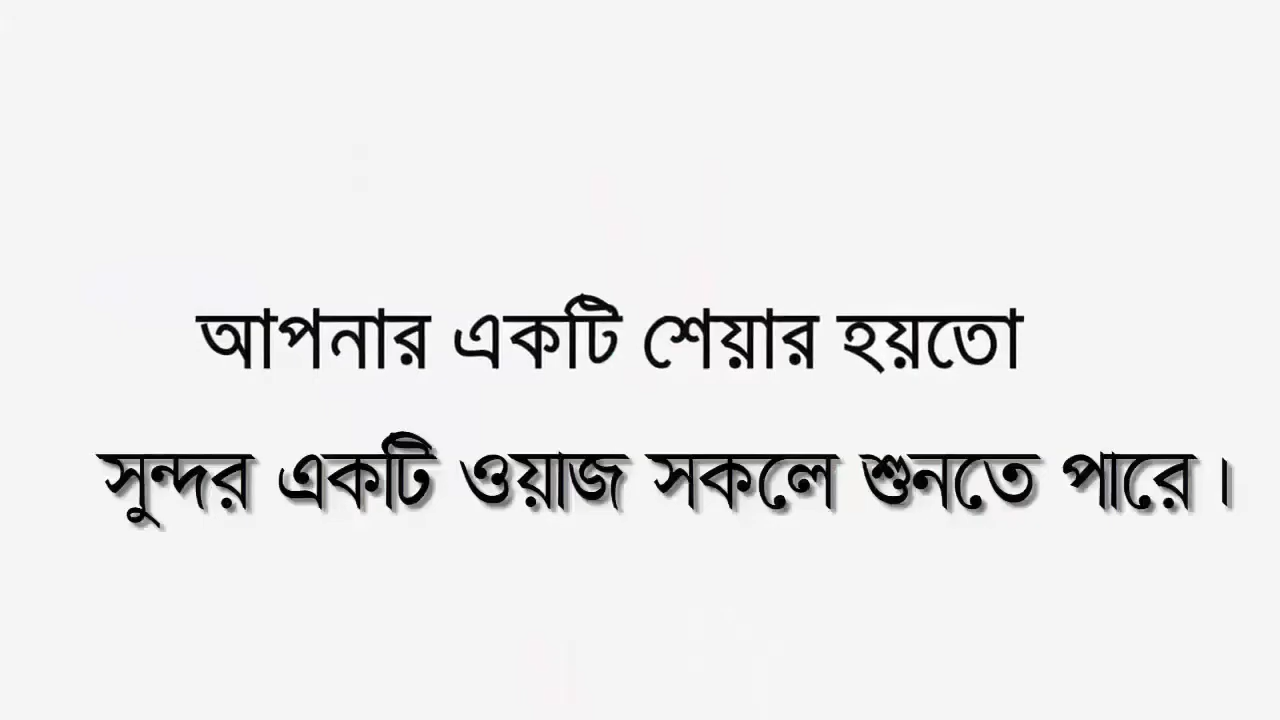 আপনার একটি শেয়ার হয়তো
সুন্দর একটি ওয়াজ সকলে শুনতে পারে।